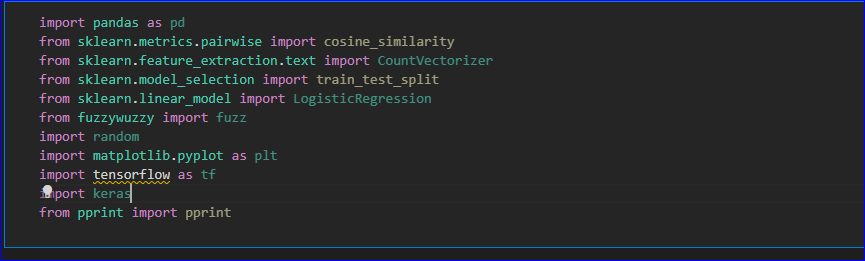 import pandas as pd
from sklearn.metrics.pairwise import cosine_similarity
from sklearn.feature_extraction.text import CountVectorizer
from sklearn.model_selection import train_test_split
from sklearn.linear_model import LogisticRegression
from fuzzywuzzy import fuzz
import random
import matplotlib.pyplot as plt
import tensorflow as tf
import keras
from pprint import pprint